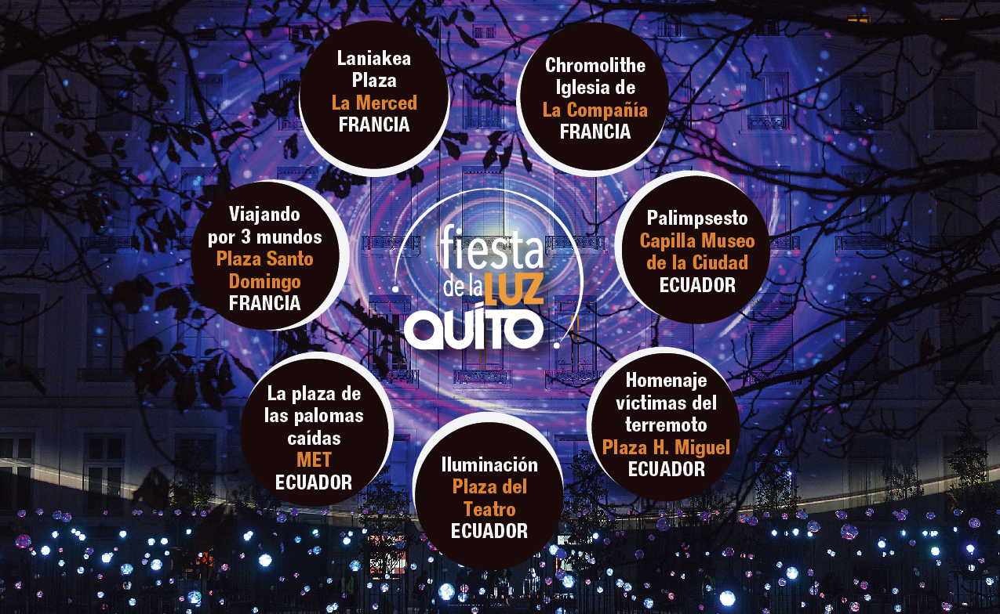 Laniakea
Plaza
La Merced
FRANCIA
Chromolithe
Iglesia de
La Compañía
FRANCIA
Viajando
por 3 mundos
Plaza Santo
Domingo
FRANCIA
fiesta
de la LUZ
QUÍTO
Palimpsesto
Capilla Museo
de la Ciudad
ECUADOR
La plaza de
las palomas
caídas
MET
ECUADOR
Iluminación
Plaza del
Teatro
ECUADOR
Homenaje
víctimas del
terremoto
Plaza H. Miguel
ECUADOR